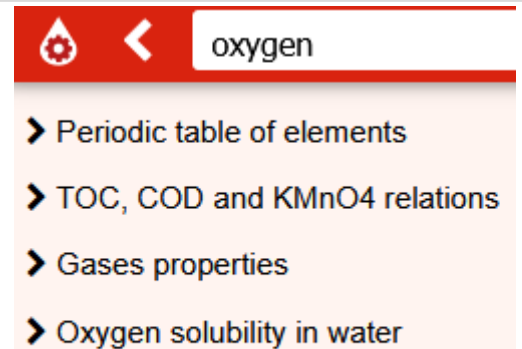 oxygen
Periodic table of elements
TOC, COD and KMnO4 relations
Gases properties
Oxygen solubility in water